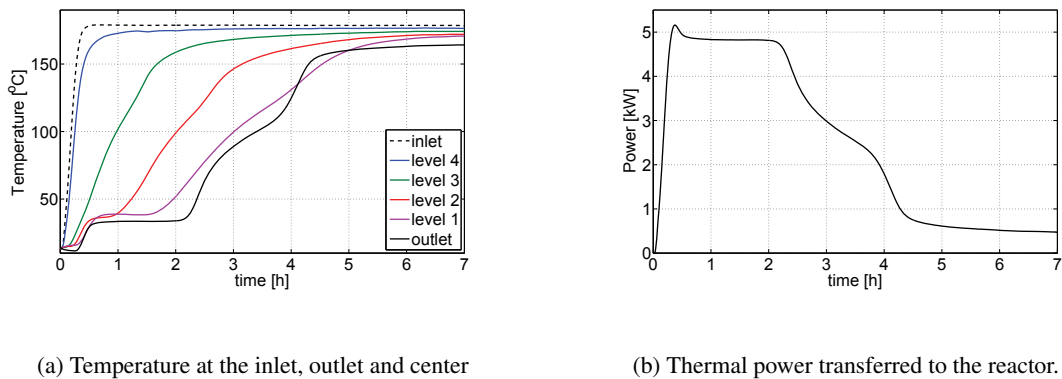 150
100
50
Temperature [⁰C]
inlet
level 4
level 3
level 2
level 1
outlet
0 1 2 3 4 5 6 7
time [h]
5
4
3
2
1
0
Power [kW]
0 1 2 3 4 5 6 7
time [h]
(a) Temperature at the inlet, outlet and center
(b) Thermal power transferred to the reactor.